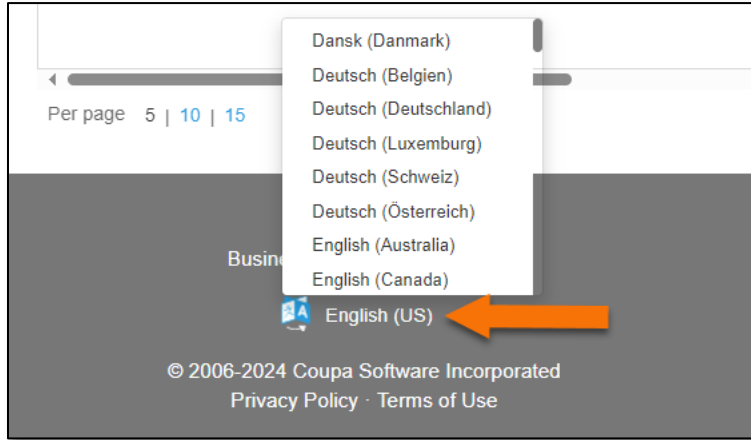 Dansk (Danmark)
Deutsch (Belgien)
Deutsch (Deutschland)
Deutsch (Luxemburg)
Deutsch (Schweiz)
Deutsch (Österreich)
English (Australia)
English (Canada)
Per page 5 | 10 | 15
English (US)
© 2006-2024 Coupa Software Incorporated
Privacy Policy · Terms of Use